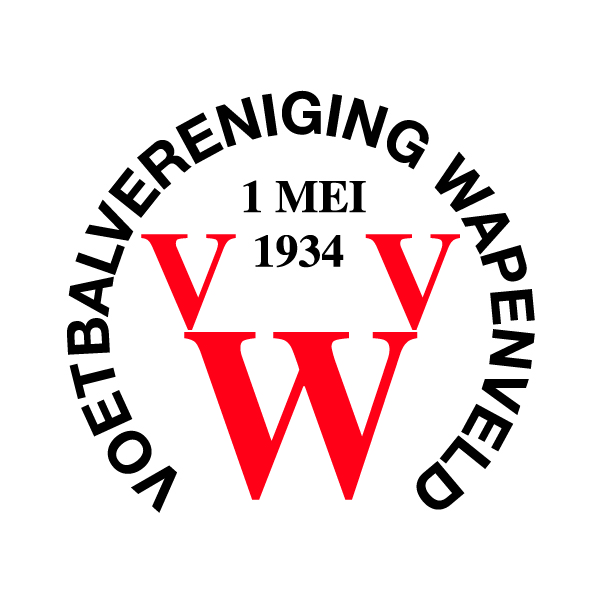 VOETBALVERENIGING WAPENVELD
1 MEI
1934
V V
W